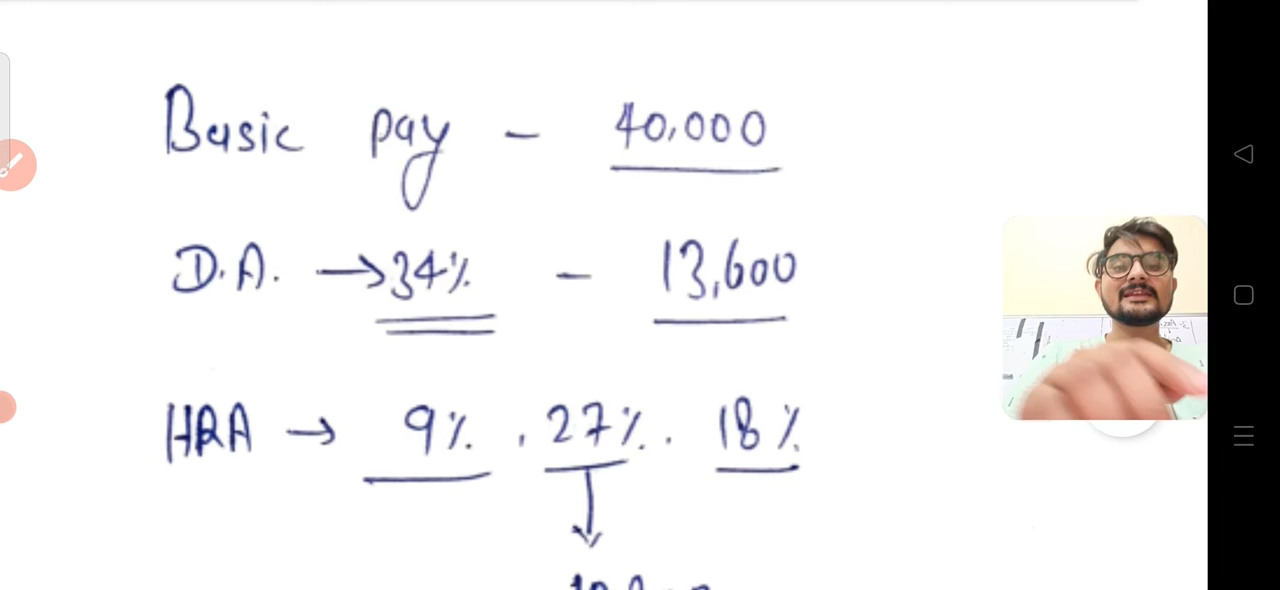 Basic pay - 40,000
D.A. → 34% - 13,600
HRA → 9% , 27% . 18%